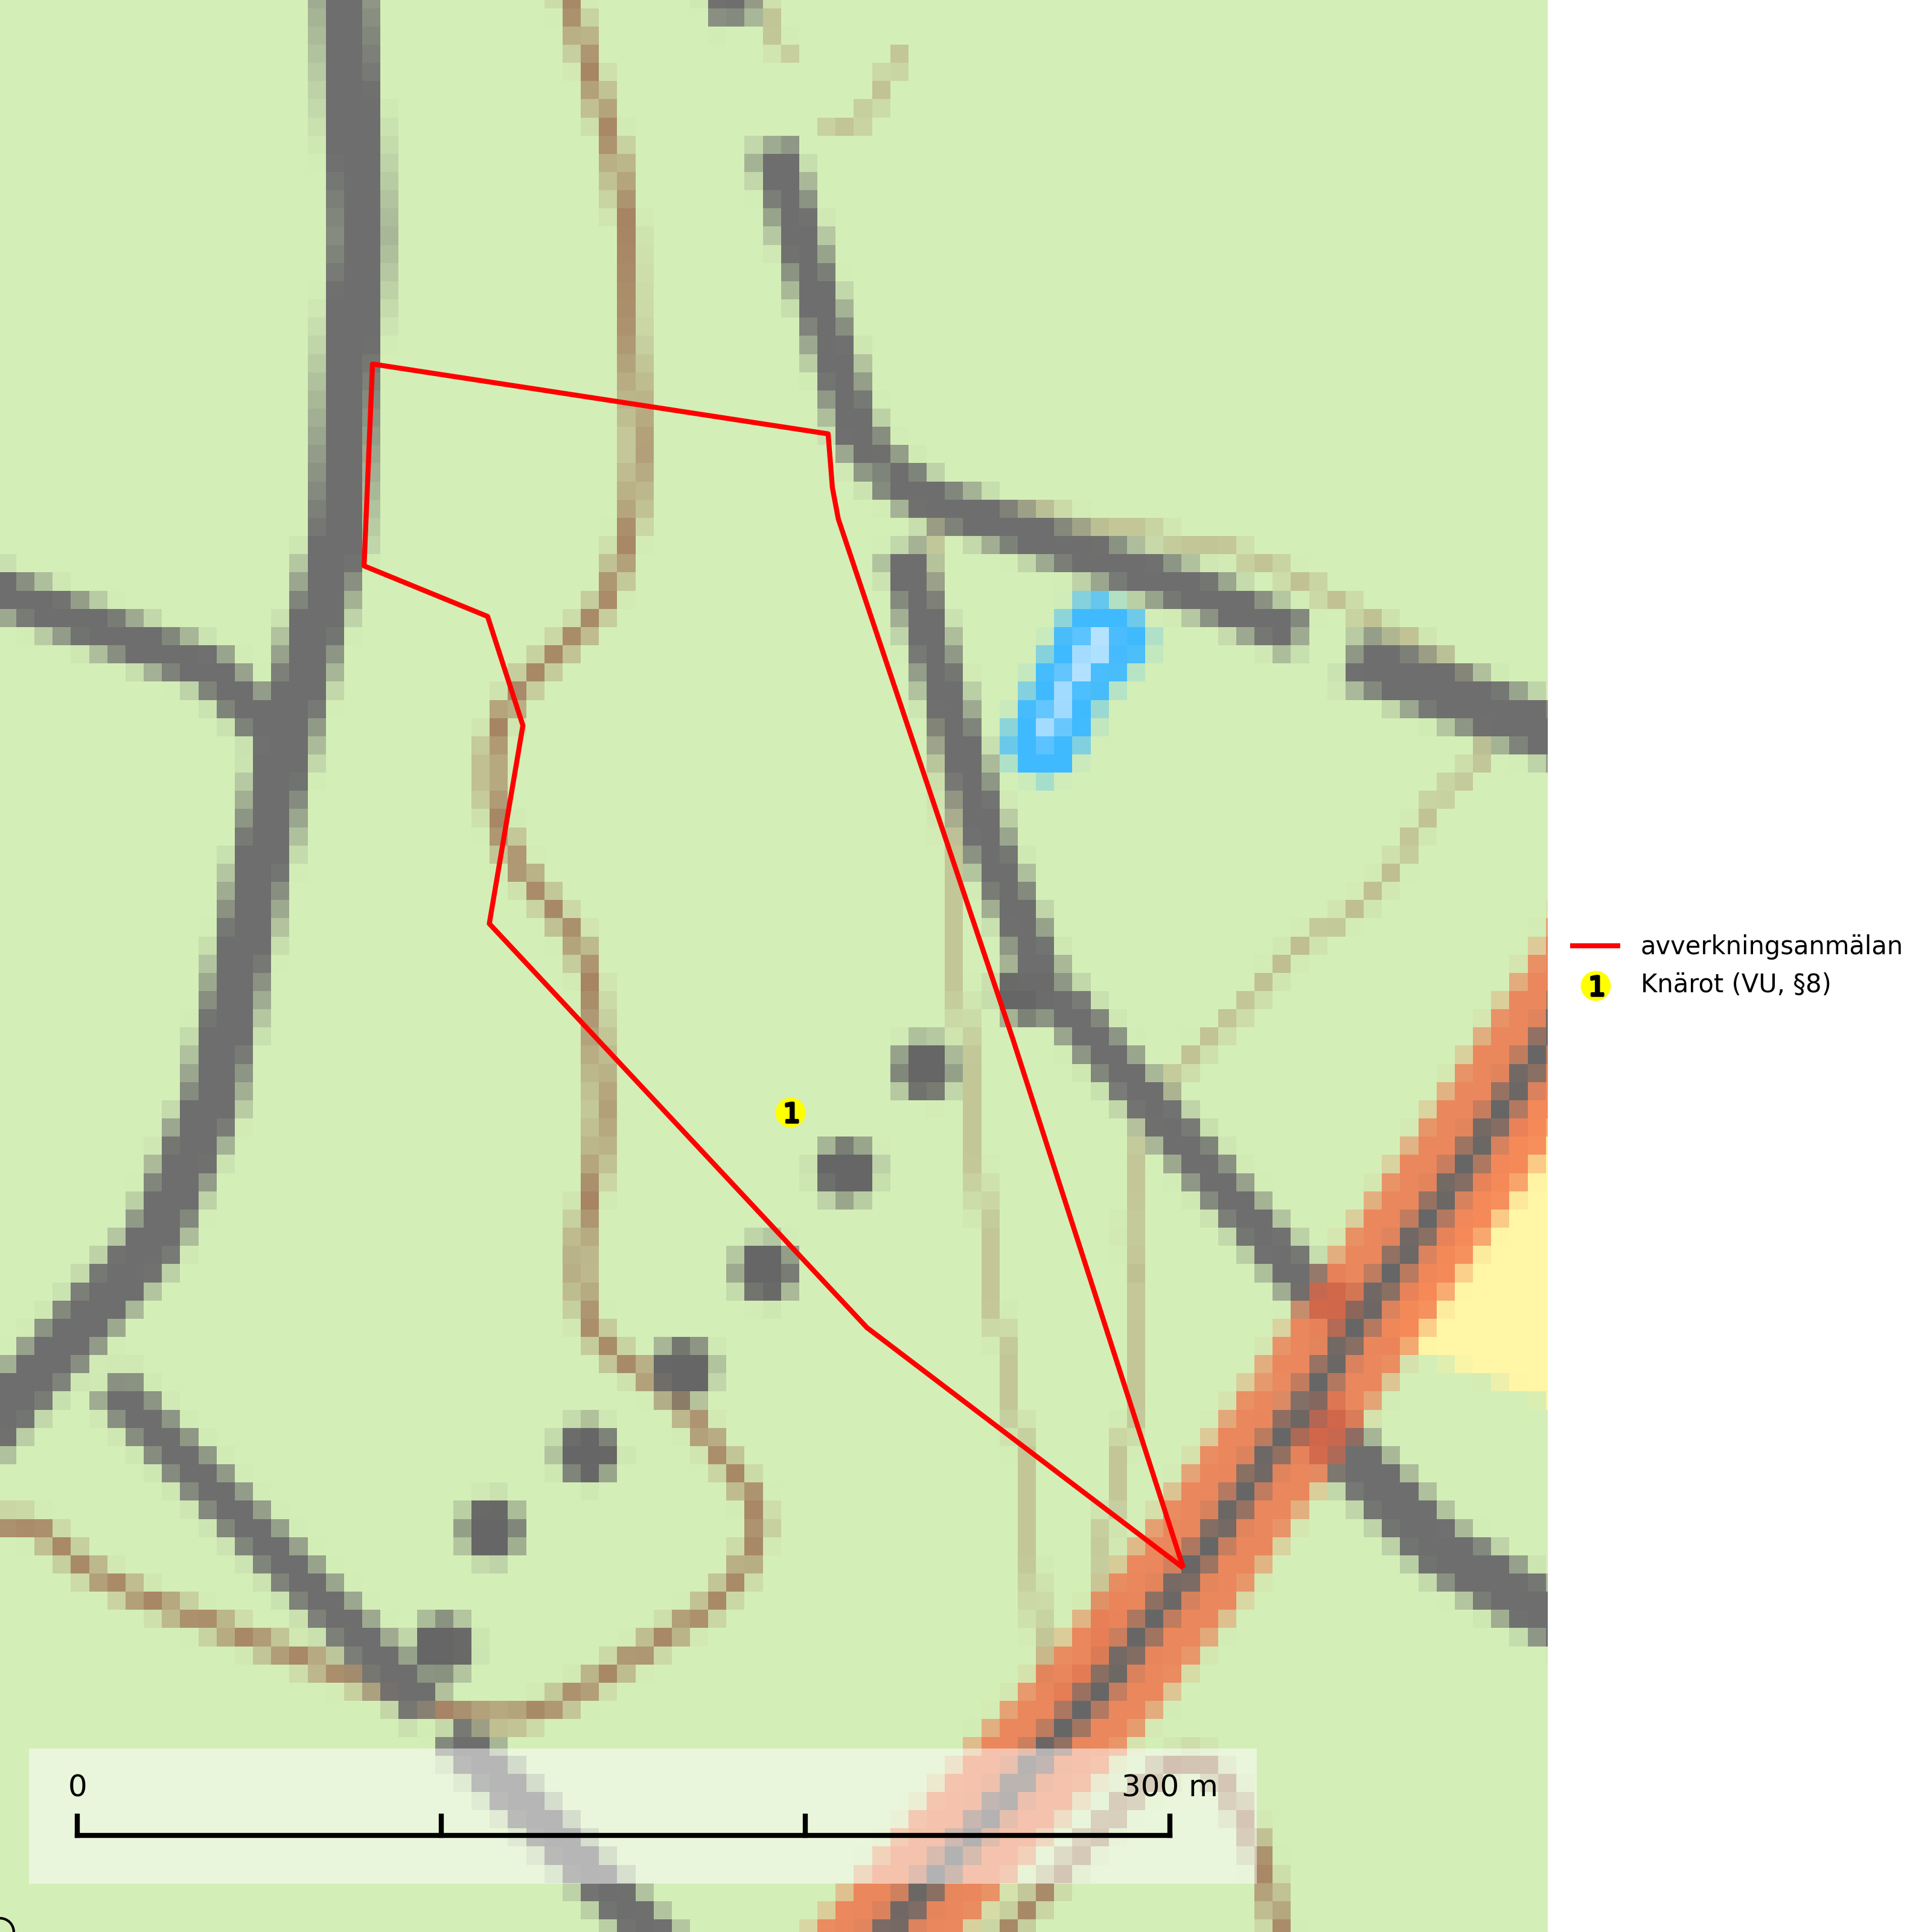 avverkningsanmälan
1 Knärot (VU, §8)
1
0 300 m